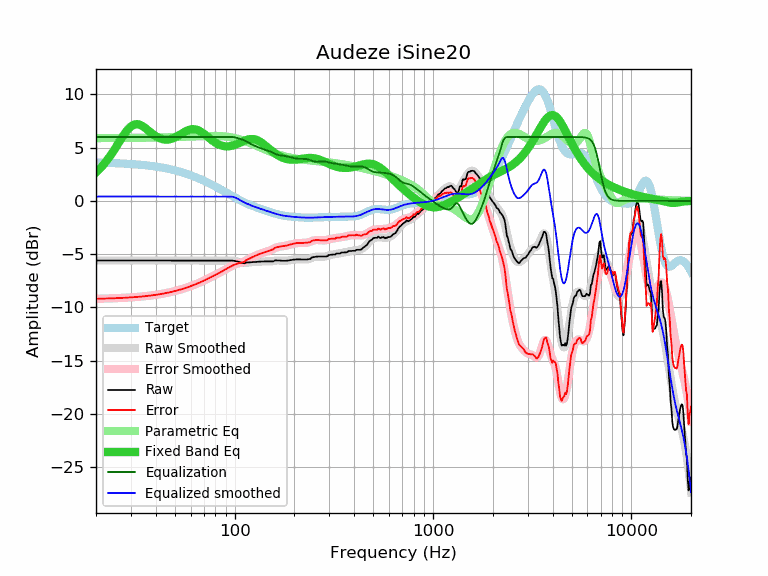 Audeze iSine20
Amplitude (dBr)
10
5
0
−5
−10
−15
−20
−25
Target
Raw Smoothed
Error Smoothed
Raw
Error
Parametric Eq
Fixed Band Eq
Equalization
Equalized smoothed
100
1000
10000
Frequency (Hz)